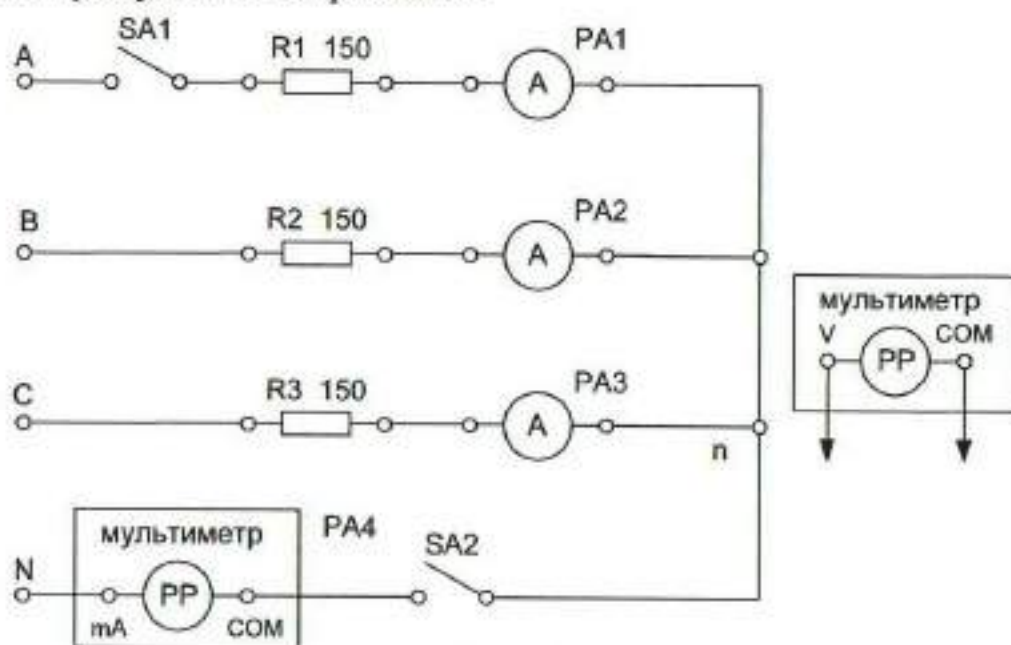 SA1
A
R1 150
PA1
A
B
R2 150
PA2
A
C
R3 150
PA3
A
n
мультиметр
V
COM
PP
N
мультиметр
PP
mA
COM
PA4
SA2